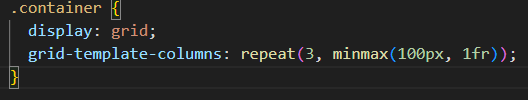 .container {
  display: grid;
  grid-template-columns: repeat(3, minmax(100px, 1fr));
}